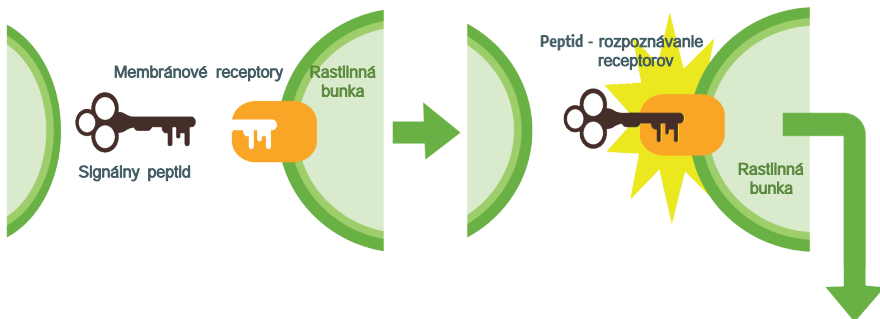 Membránové receptory
Rastlinná
bunka
Signálny peptid
Peptid - rozpoznávanie
receptorov
Rastlinná
bunka